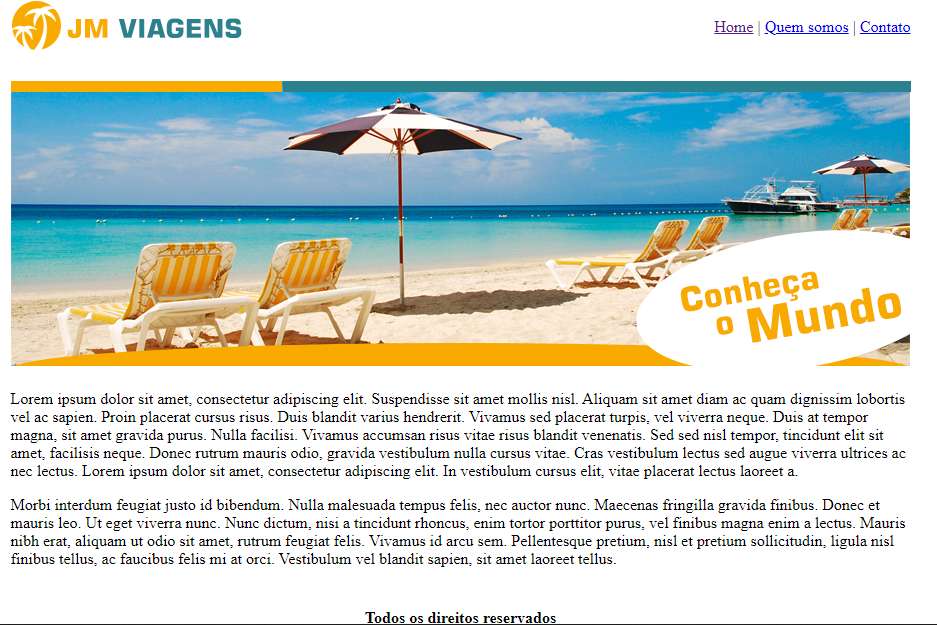 JM VIAGENS
Home | Quem somos | Contato
Conheça
o Mundo
Lorem ipsum dolor sit amet, consectetur adipiscing elit. Suspendisse sit amet mollis nisl. Aliquam sit amet diam ac quam dignissim lobortis
vel ac sapien. Proin placerat cursus risus. Duis blandit varius hendrerit. Vivamus sed placerat turpis, vel viverra neque. Duis at tempor
magna, sit amet gravida purus. Nulla facilisi. Vivamus accumsan risus vitae risus blandit venenatis. Sed sed nisl tempor, tincidunt elit sit
amet, facilisis neque. Donec rutrum mauris odio, gravida vestibulum nulla cursus vitae. Cras vestibulum lectus sed augue viverra ultrices ac
nec lectus. Lorem ipsum dolor sit amet, consectetur adipiscing elit. In vestibulum cursus elit, vitae placerat lectus laoreet a.
Morbi interdum feugiat justo id bibendum. Nulla malesuada tempus felis, nec auctor nunc. Maecenas fringilla gravida finibus. Donec et
mauris leo. Ut eget viverra nunc. Nunc dictum, nisi a tincidunt rhoncus, enim tortor porttitor purus, vel finibus magna enim a lectus. Mauris
nibh erat, aliquam ut odio sit amet, rutrum feugiat felis. Vivamus id arcu sem. Pellentesque pretium, nisl et pretium sollicitudin, ligula nisl
finibus tellus, ac faucibus felis mi at orci. Vestibulum vel blandit sapien, sit amet laoreet tellus.
Todos os direitos reservados